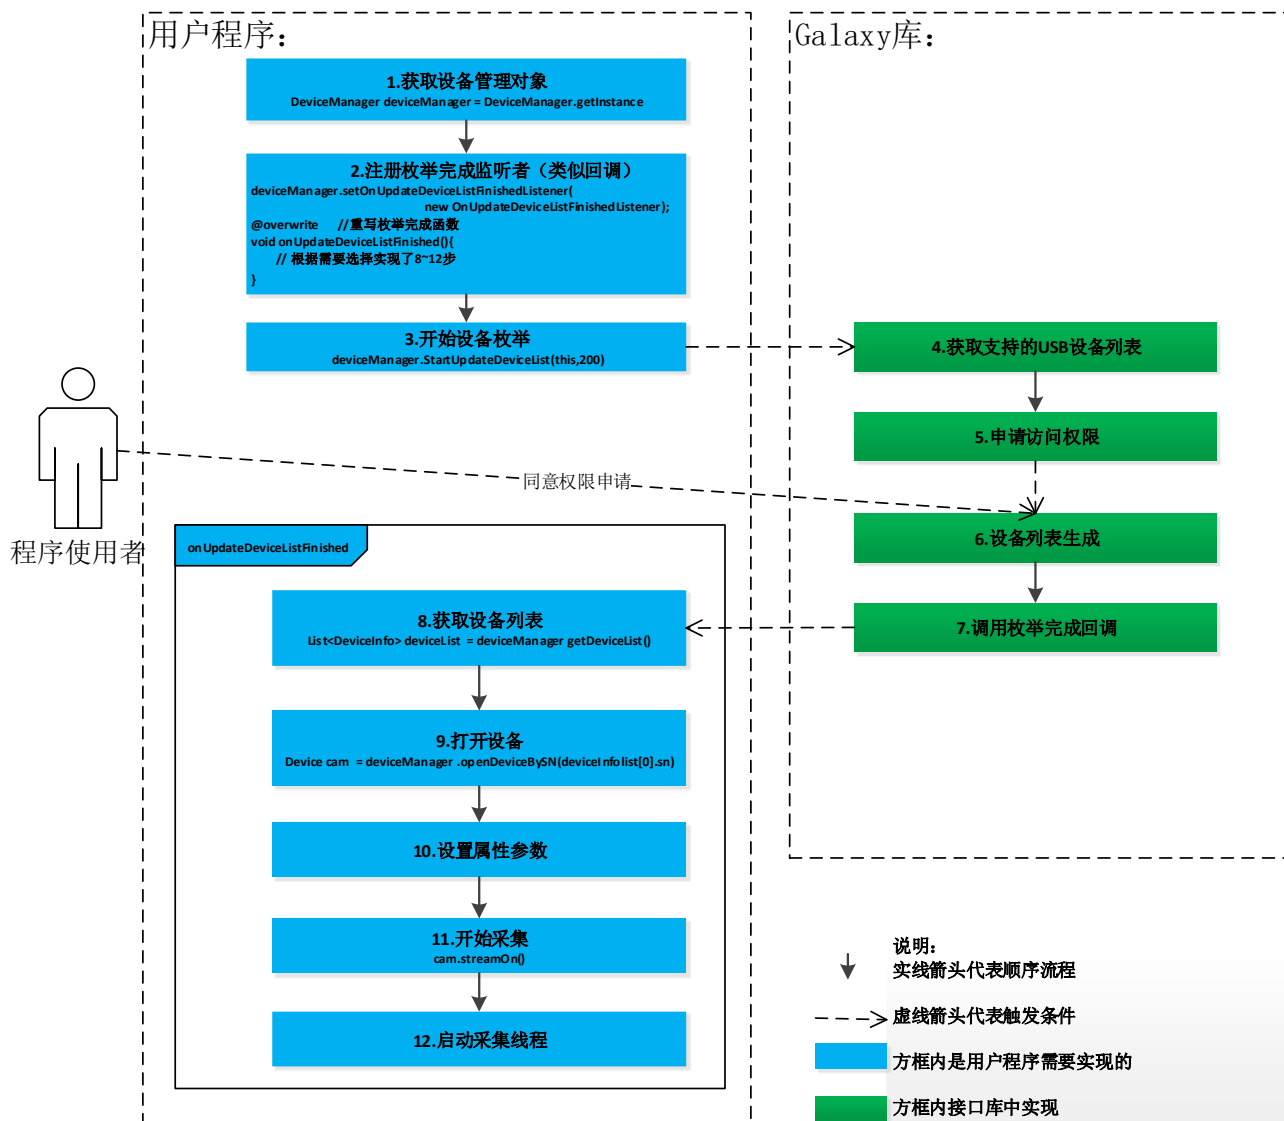 用户程序：
1.获取设备管理对象
DeviceManager deviceManager = DeviceManager.getInstance
2.注册枚举完成监听者（类似回调）
deviceManager.setOnUpdateDeviceListFinishedListener(
new OnUpdateDeviceListFinishedListener);
@overwrite //重写枚举完成函数
void onUpdateDeviceListFinished(){
// 根据需要选择实现了8~12步
}
3.开始设备枚举
deviceManager.StartUpdateDeviceList(this,200)
Galaxy库：
4.获取支持的USB设备列表
5.申请访问权限
同意权限申请
程序使用者
6.设备列表生成
7.调用枚举完成回调
onUpdateDeviceListFinished
8.获取设备列表
List<DeviceInfo> deviceList = deviceManager getDeviceList()
9.打开设备
Device cam = deviceManager .openDeviceBySN(deviceInfolist[0].sn)
10.设置属性参数
11.开始采集
cam.streamOn()
12.启动采集线程
说明：
实线箭头代表顺序流程
虚线箭头代表触发条件
方框内是用户程序需要实现的
方框内接口库中实现